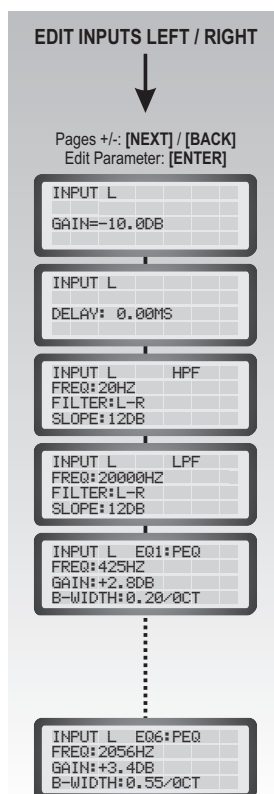 EDIT INPUTS LEFT / RIGHT
Pages +/-: [NEXT] / [BACK]
Edit Parameter: [ENTER]
INPUT L
GAIN=-10.0DB
INPUT L
DELAY: 0.00MS
INPUT L HPF
FREQ:20HZ
FILTER:L-R
SLOPE:12DB
INPUT L LPF
FREQ:20000HZ
FILTER:L-R
SLOPE:12DB
INPUT L EQ1:PEQ
FREQ:425HZ
GAIN:+2.8DB
B-WIDTH:0.20/0CT
INPUT L EQ6:PEQ
FREQ:2056HZ
GAIN:+3.4DB
B-WIDTH:0.55/0CT